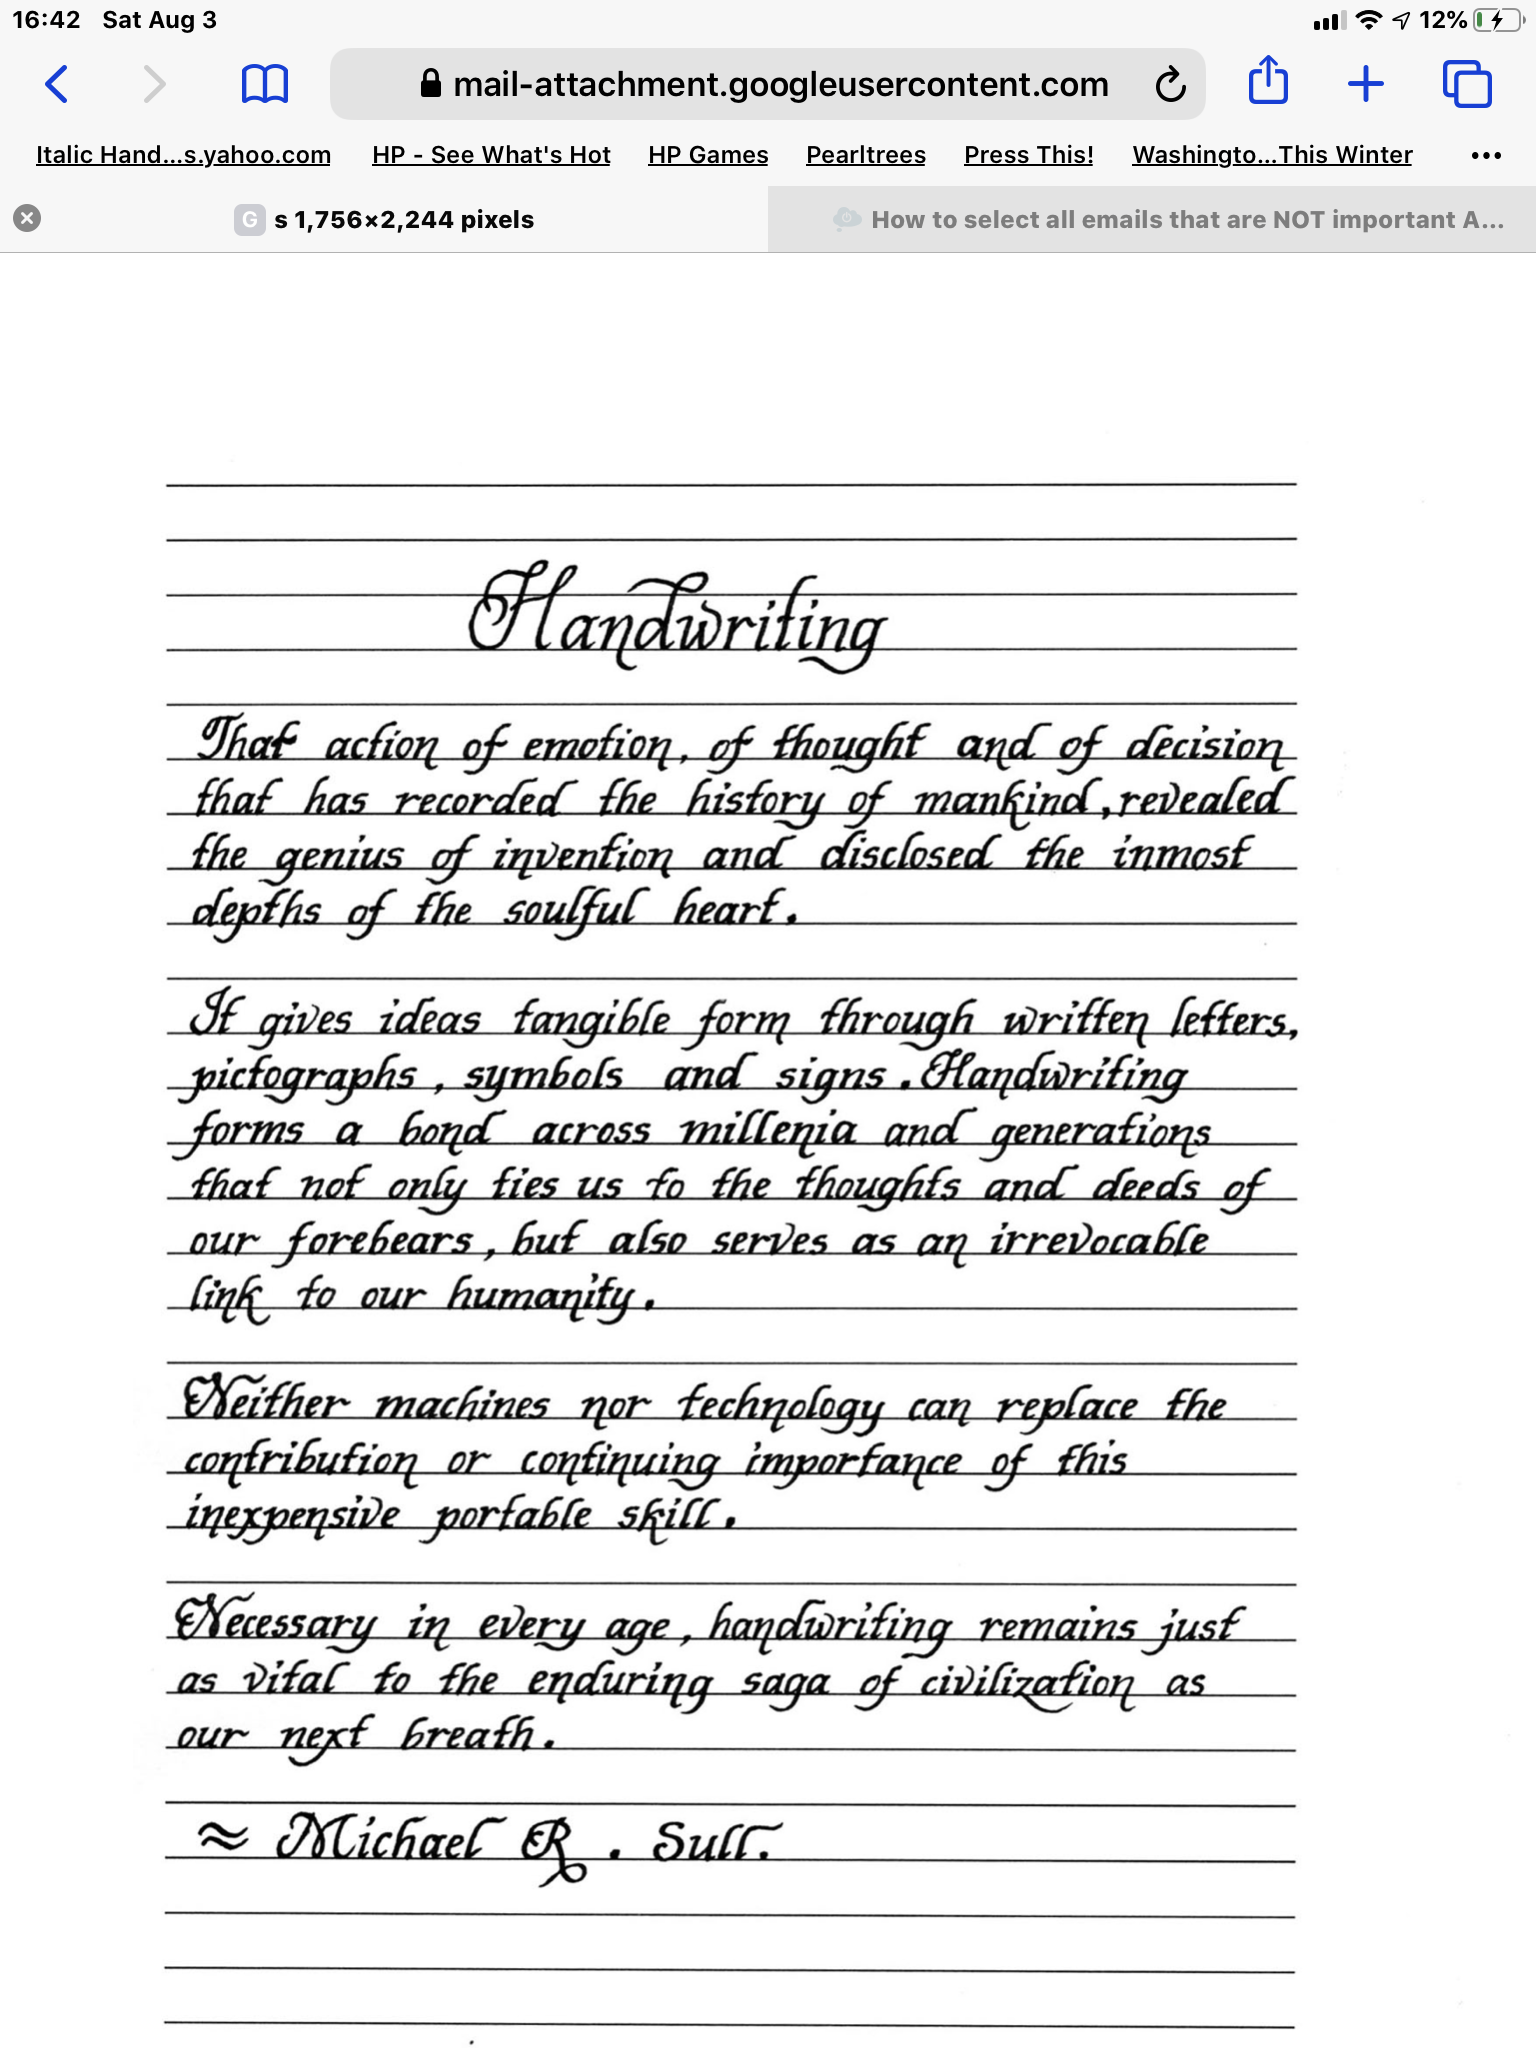 16:42 Sat Aug 3 12%
mail-attachment.googleusercontent.com
Italic Hand...s.yahoo.com HP - See What's Hot HP Games Pearltrees Press This! Washingto...This Winter
G s 1,756×2,244 pixels How to select all emails that are NOT important A...
Handwriting
That action of emotion, of thought and of decision
that has recorded the history of mankind, revealed
the genius of invention and disclosed the inmost
depths of the soulful heart.
It gives ideas tangible form through written letters,
pictographs, symbols and signs. Handwriting
forms a bond across millenia and generations
that not only ties us to the thoughts and deeds of
our forebears, but also serves as an irrevocable
link to our humanity.
Neither machines nor technology can replace the
contribution or continuing importance of this
inexpensive portable skill.
Necessary in every age, handwriting remains just
as vital to the enduring saga of civilization as
our next breath.
≈ Michael R. Sull.